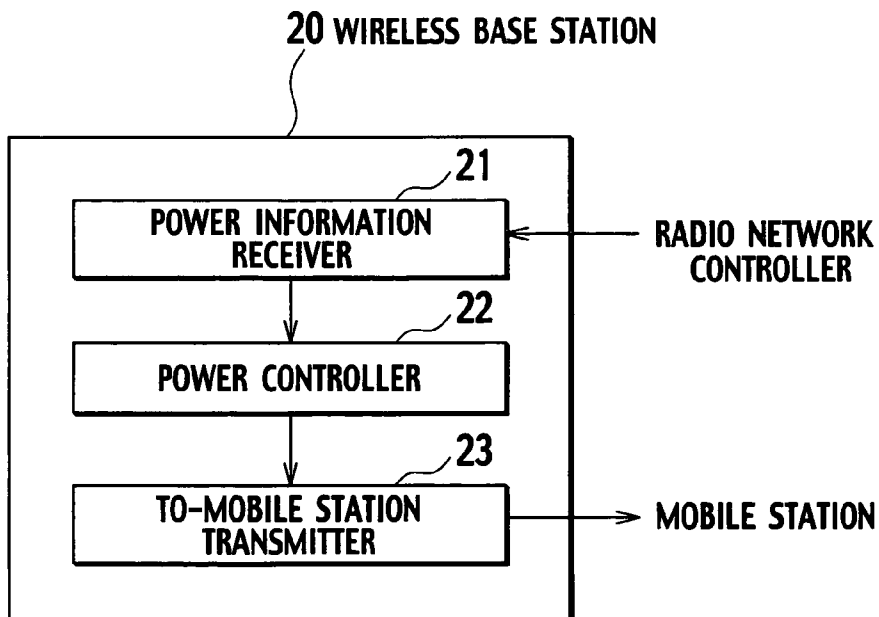 20 WIRELESS BASE STATION
21
POWER INFORMATION
RECEIVER
RADIO NETWORK
CONTROLLER
22
POWER CONTROLLER
23
TO-MOBILE STATION
TRANSMITTER
MOBILE STATION